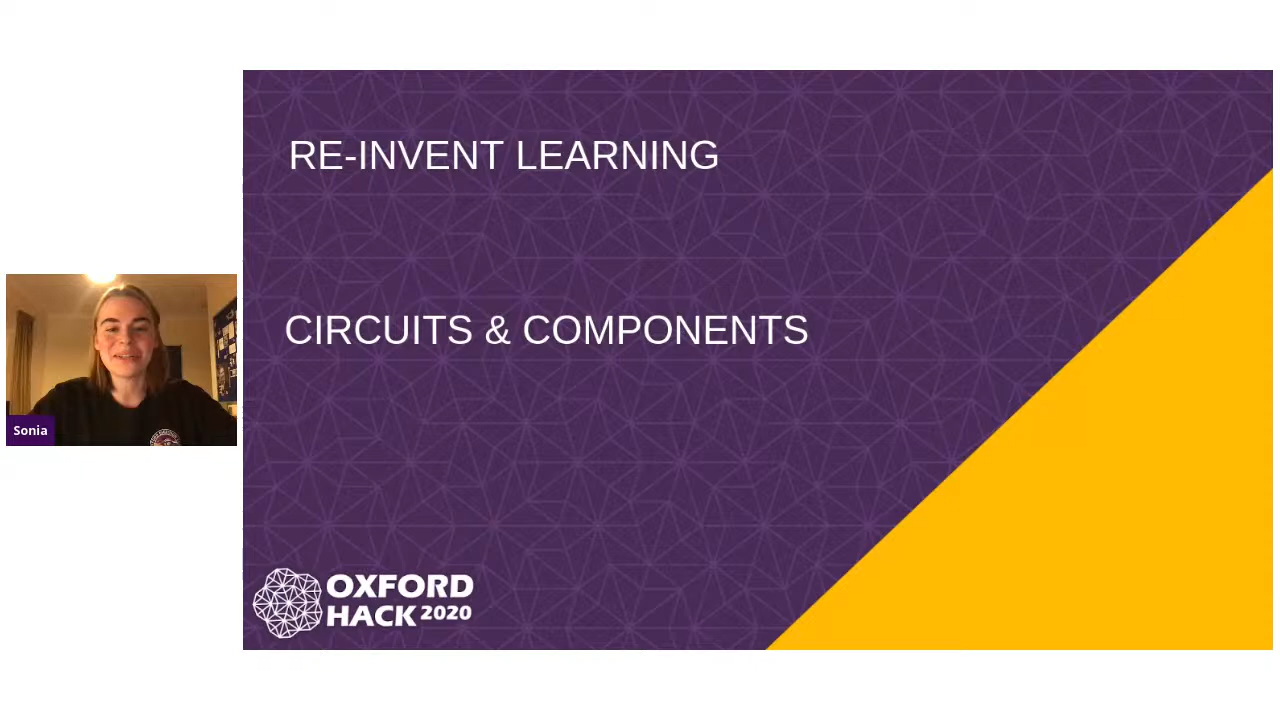 RE-INVENT LEARNING
CIRCUITS & COMPONENTS
Sonia
OXFORD
HACK 2020